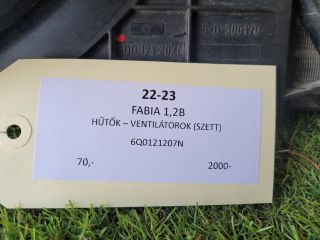 22-23
FABIA 1,2B
HŰTŐK – VENTILÁTOROK (SZETT)
6Q0121207N
70,-
2000-